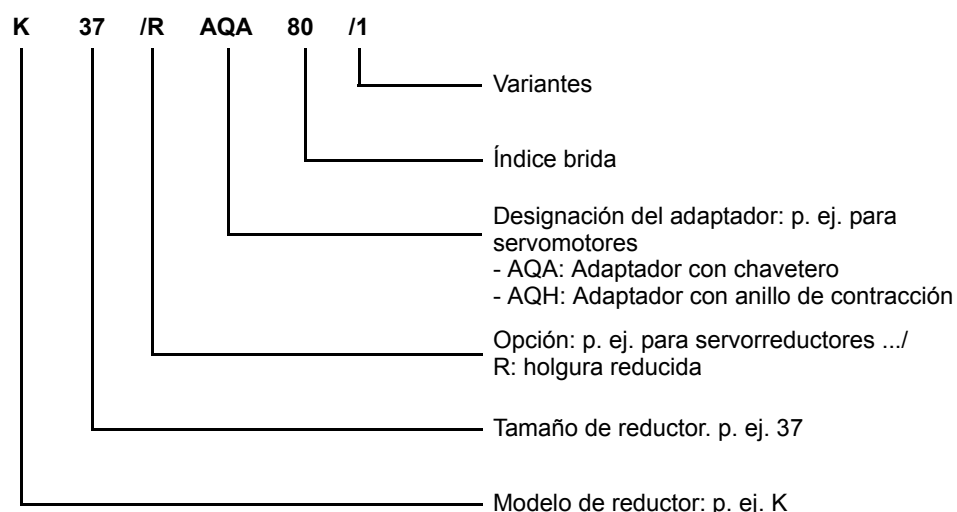 K 37 /R AQA 80 /1
Variantes
Índice brida
Designación del adaptador: p. ej. para
servomotores
- AQA: Adaptador con chavetero
- AQH: Adaptador con anillo de contracción
Opción: p. ej. para servorreductores .../
R: holgura reducida
Tamaño de reductor. p. ej. 37
Modelo de reductor: p. ej. K